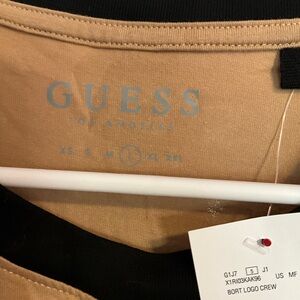 GUESS
LOS ANGELES
XS S M L XL XXL
G1J7 S J1
X1RI03KAK96 US MF
BORT LOGO CREW